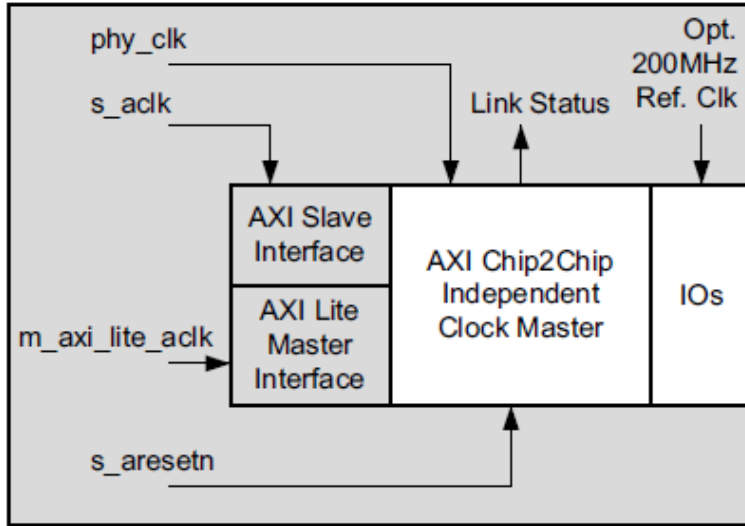 phy_clk
s_aclk
Link Status
Opt.
200MHz
Ref. Clk
AXI Slave
Interface
AXI Lite
Master
Interface
AXI Chip2Chip
Independent
Clock Master
IOs
m_axi_lite_aclk
s_aresetn